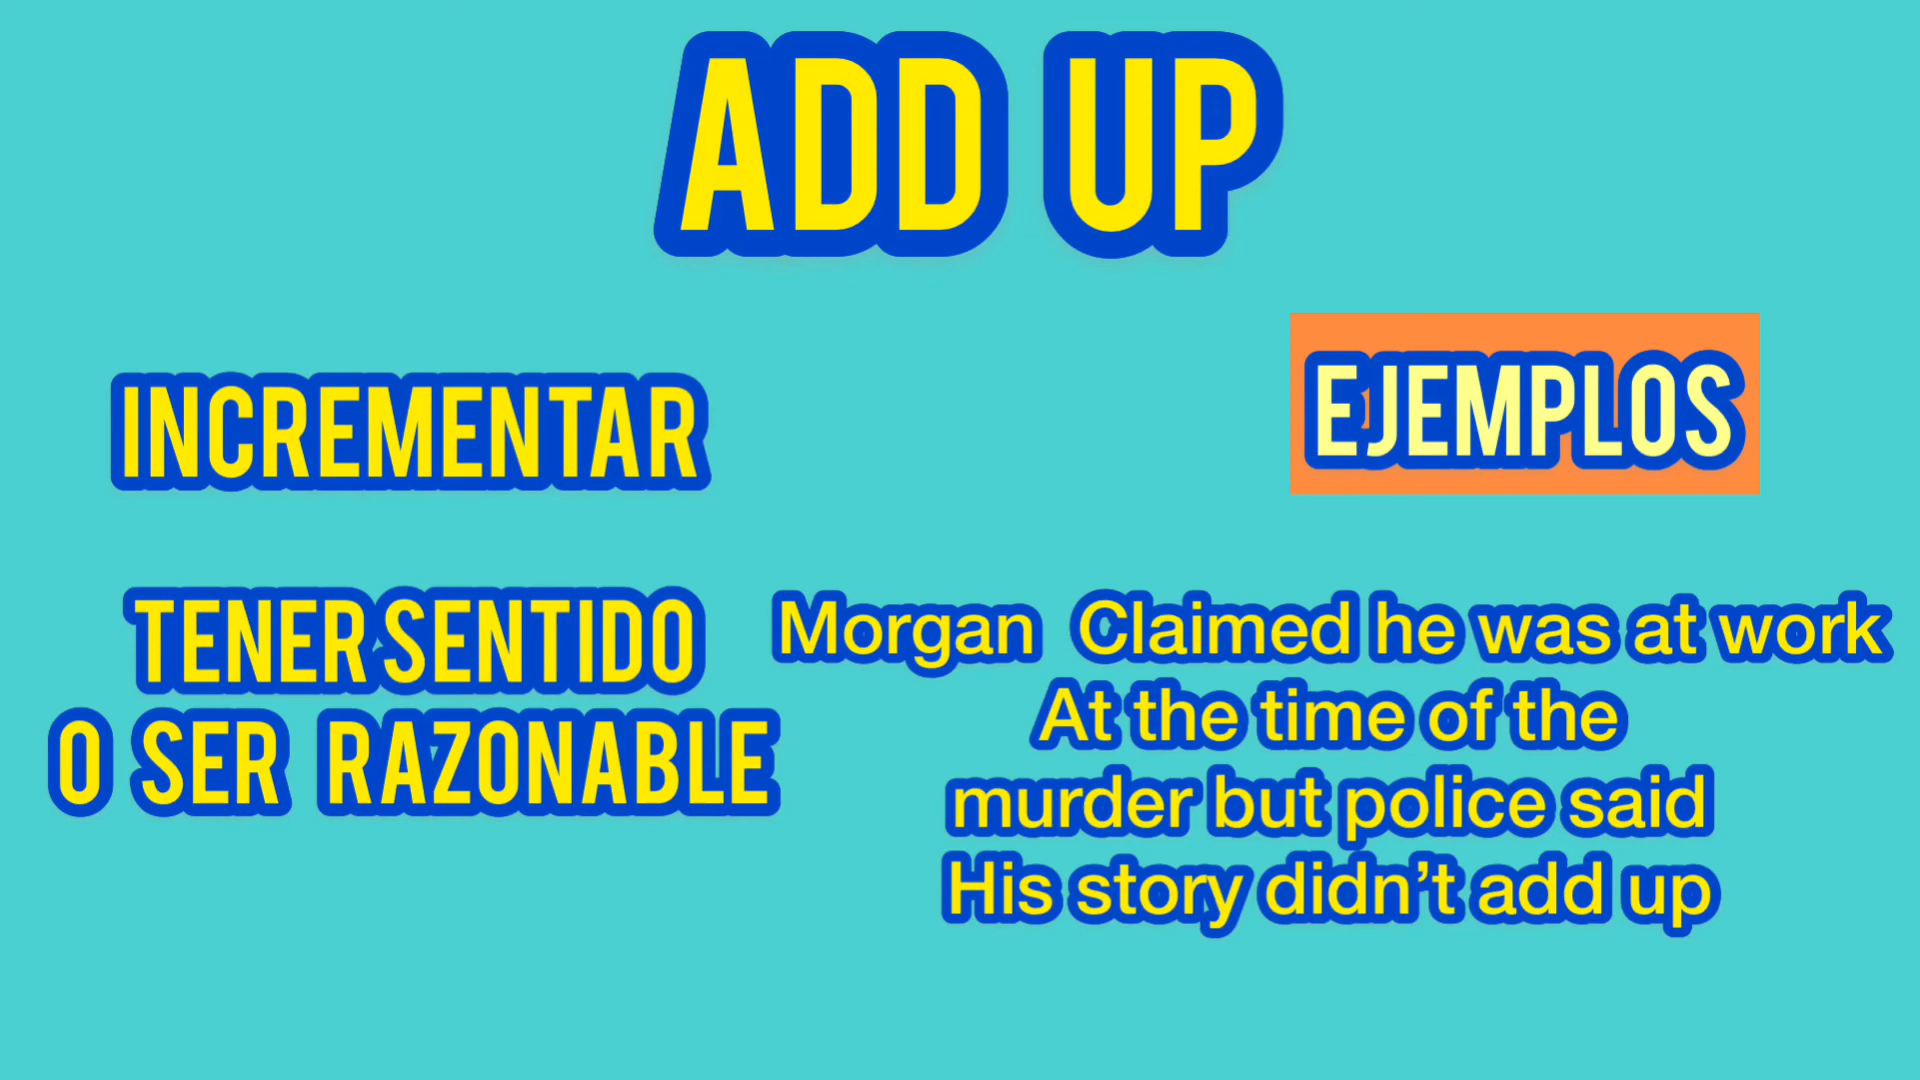 ADD UP
INCREMENTAR
TENER SENTIDO
O SER RAZONABLE
EJEMPLOS
Morgan Claimed he was at work
At the time of the
murder but police said
His story didn’t add up